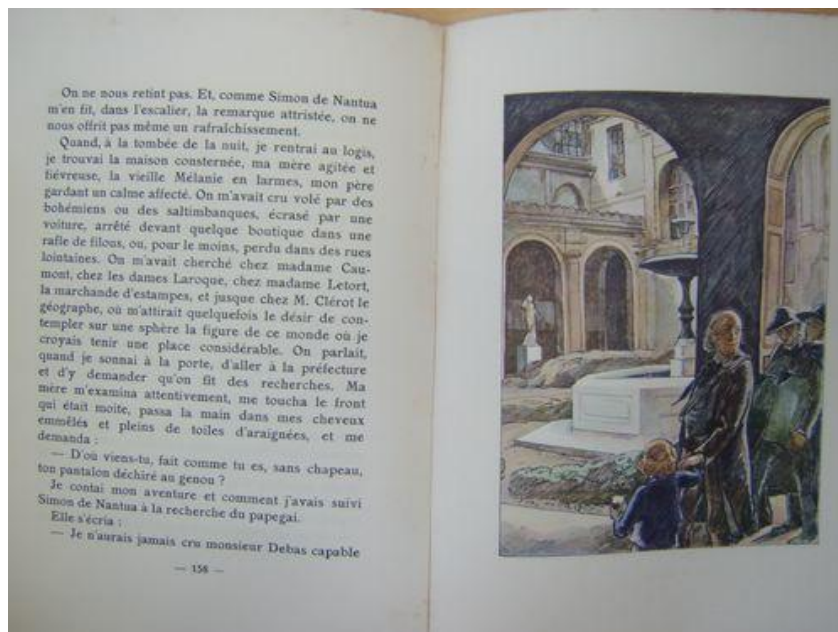 On ne nous retint pas. Et, comme Simon de Nantua
m'en fit, dans l'escalier, la remarque attristée, on ne
nous offrit pas même un rafraîchissement.
Quand, à la tombée de la nuit, je rentrai au logis,
je trouvai la maison consternée, ma mère agitée et
fiévreuse, la vieille Mélanie en larmes, mon père
gardant un calme affecté. On m'avait cru volé par des
bohémiens ou des saltimbanques, écrasé par une
voiture, arrêté devant quelque boutique dans une
rafle de filous, ou, pour le moins, perdu dans des rues
lointaines. On m'avait cherché chez madame Cau-
mont, chez les dames Laroque, chez madame Letort,
la marchande d'estampes, et jusque chez M. Clérot le
géographe, où m'attirait quelquefois le désir de con-
templer sur une sphère la figure de ce monde où je
croyais tenir une place considérable. On parlait,
quand je sonnai à la porte, d'aller à la préfecture
et d'y demander qu'on fît des recherches. Ma
mère m'examina attentivement, me toucha le front
qui était moite, passa la main dans mes cheveux
emmêlés et pleins de toiles d'araignées, et me
demanda :
— D'où viens-tu, fait comme tu es, sans chapeau,
ton pantalon déchiré au genou ?
Je contai mon aventure et comment j'avais suivi
Simon de Nantua à la recherche du papegai.
Elle s'écria :
— Je n'aurais jamais cru monsieur Debas capable
— 158 —